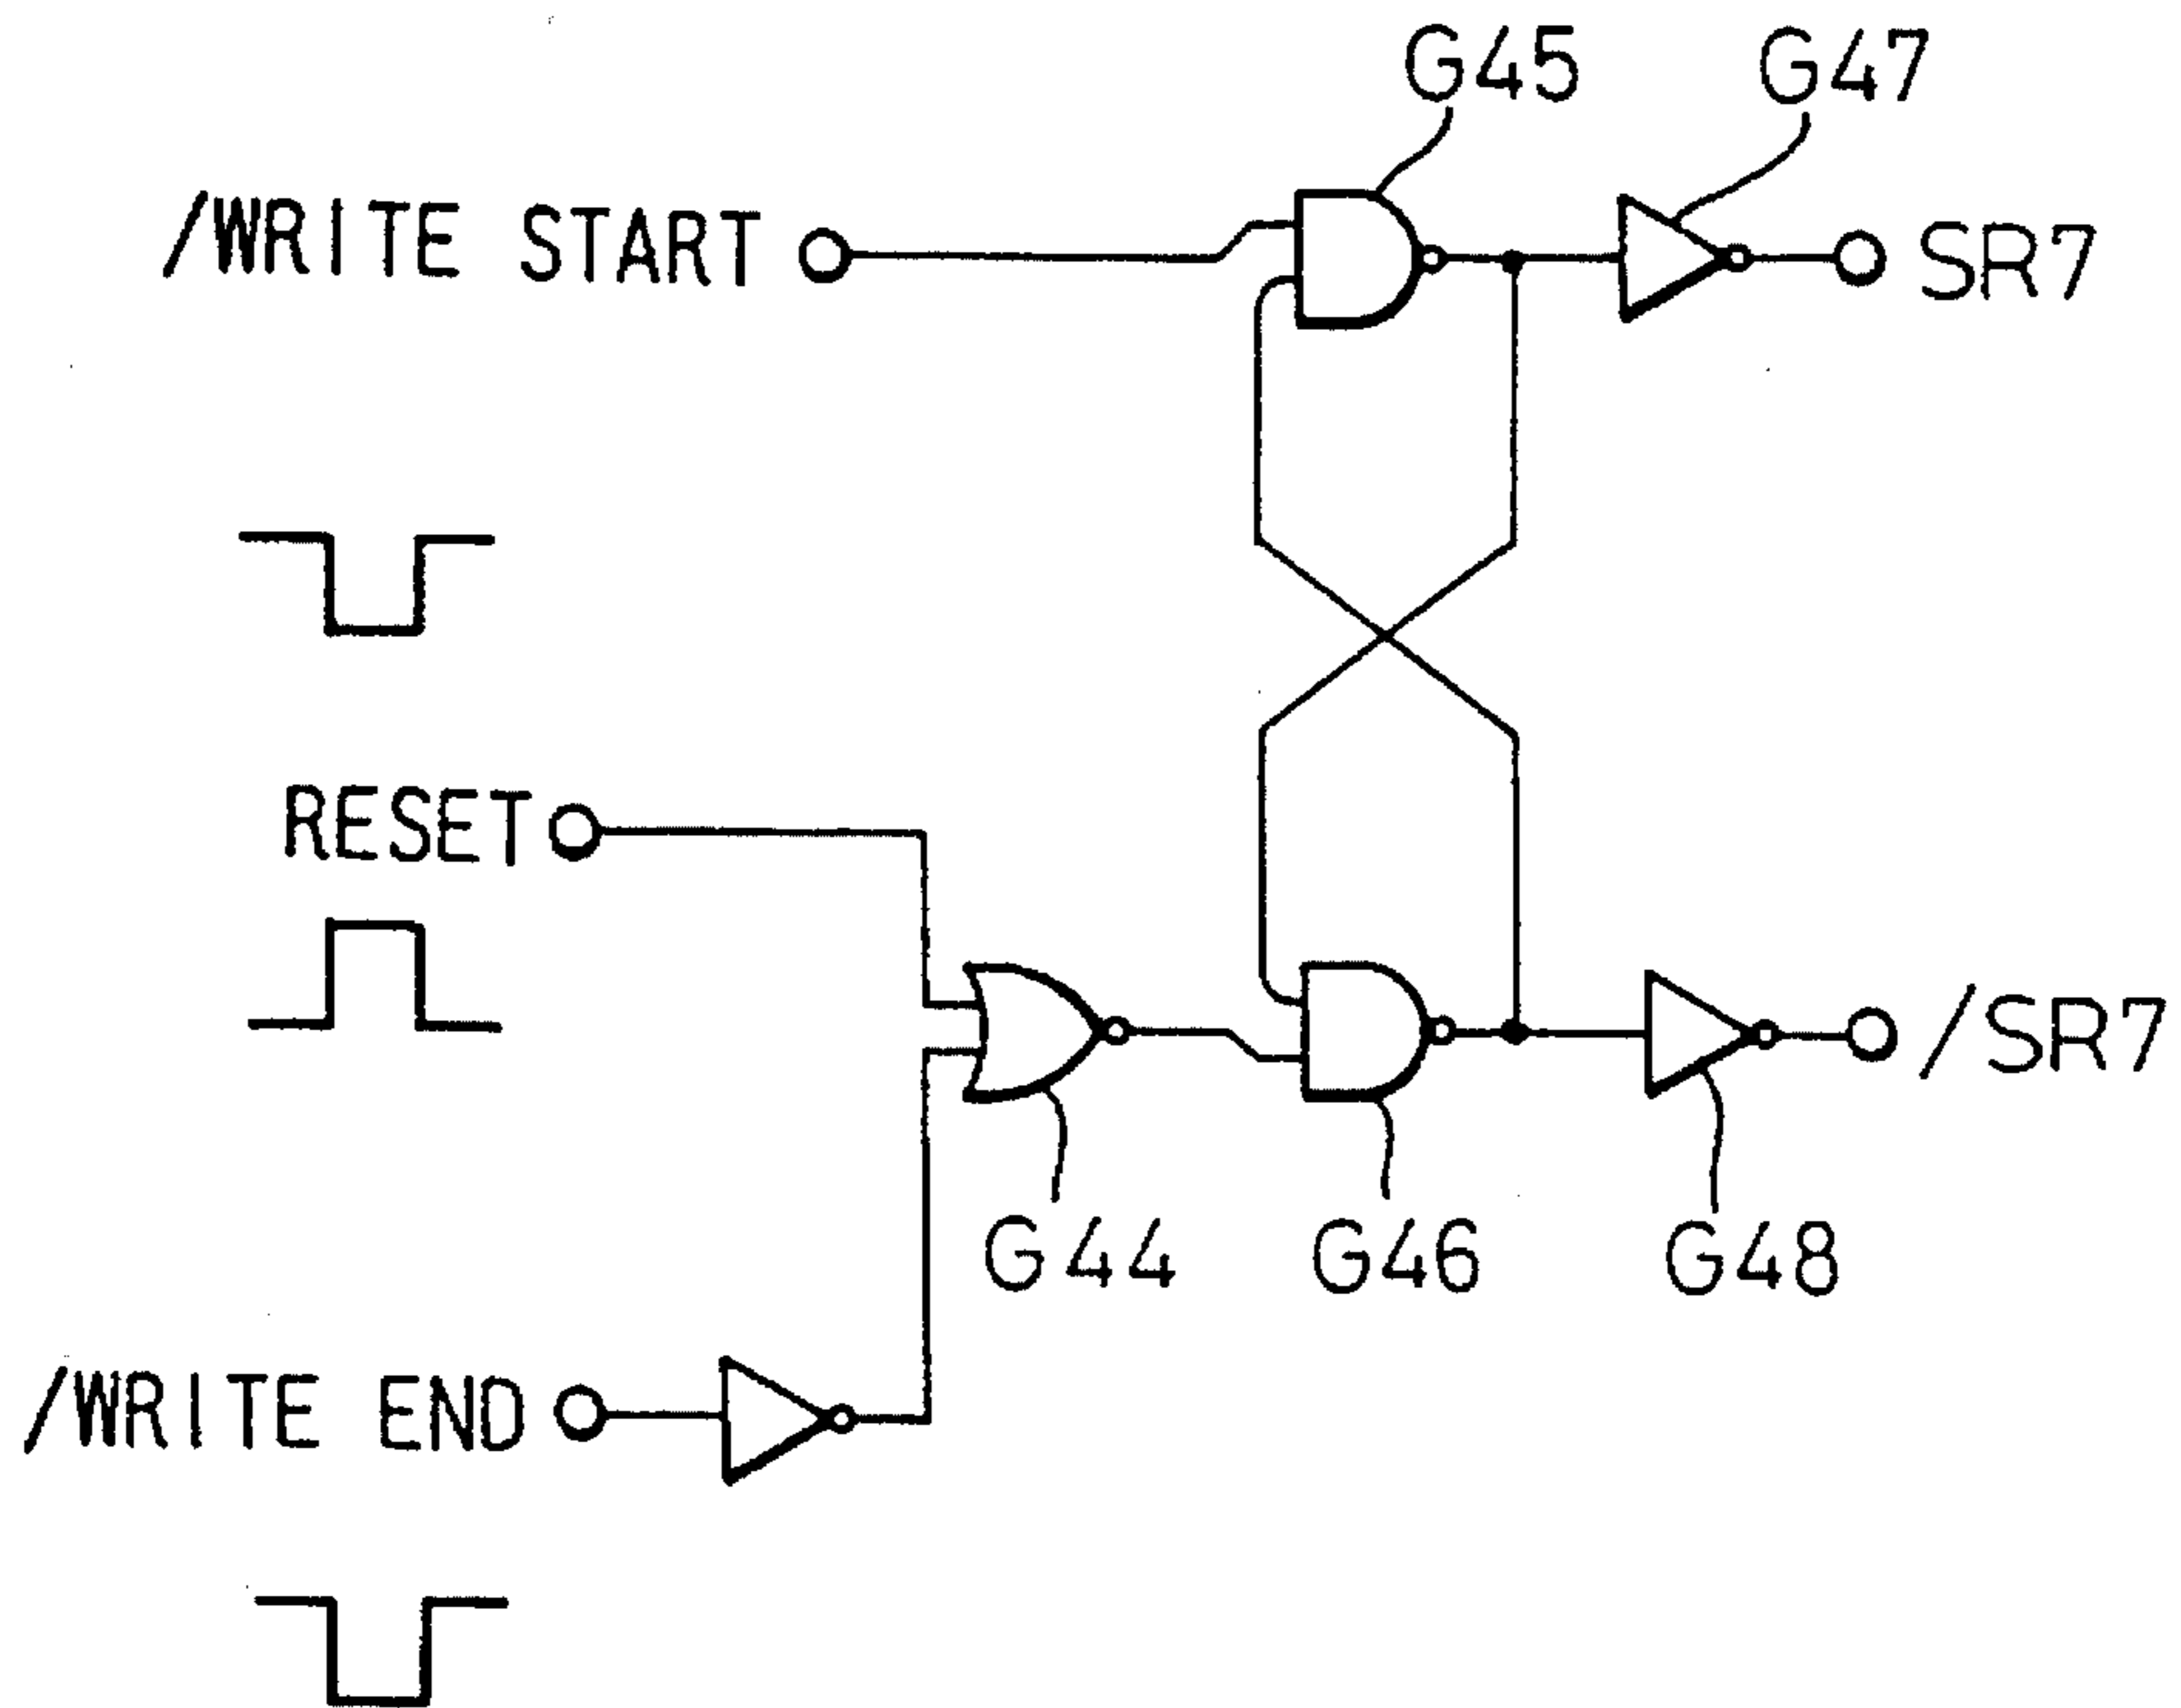 G45 G47
/WRITE START SR7
RESET
/SR7
G44 G46 G48
/WRITE END